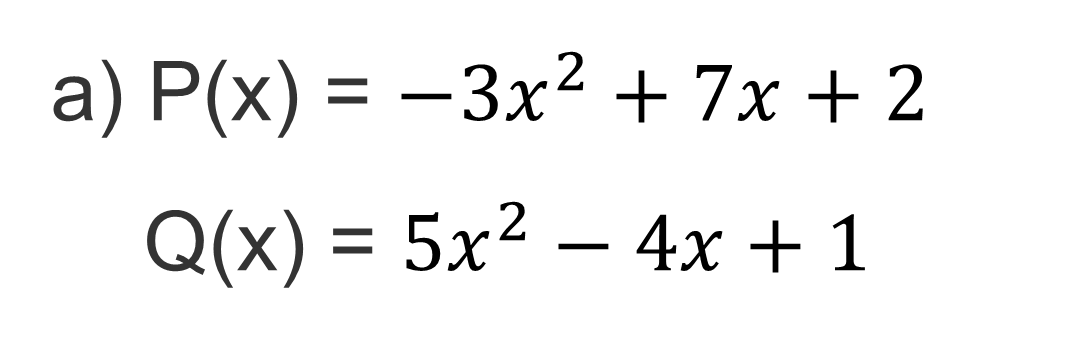 a) P(x) = −3x² + 7x + 2
Q(x) = 5x² − 4x + 1